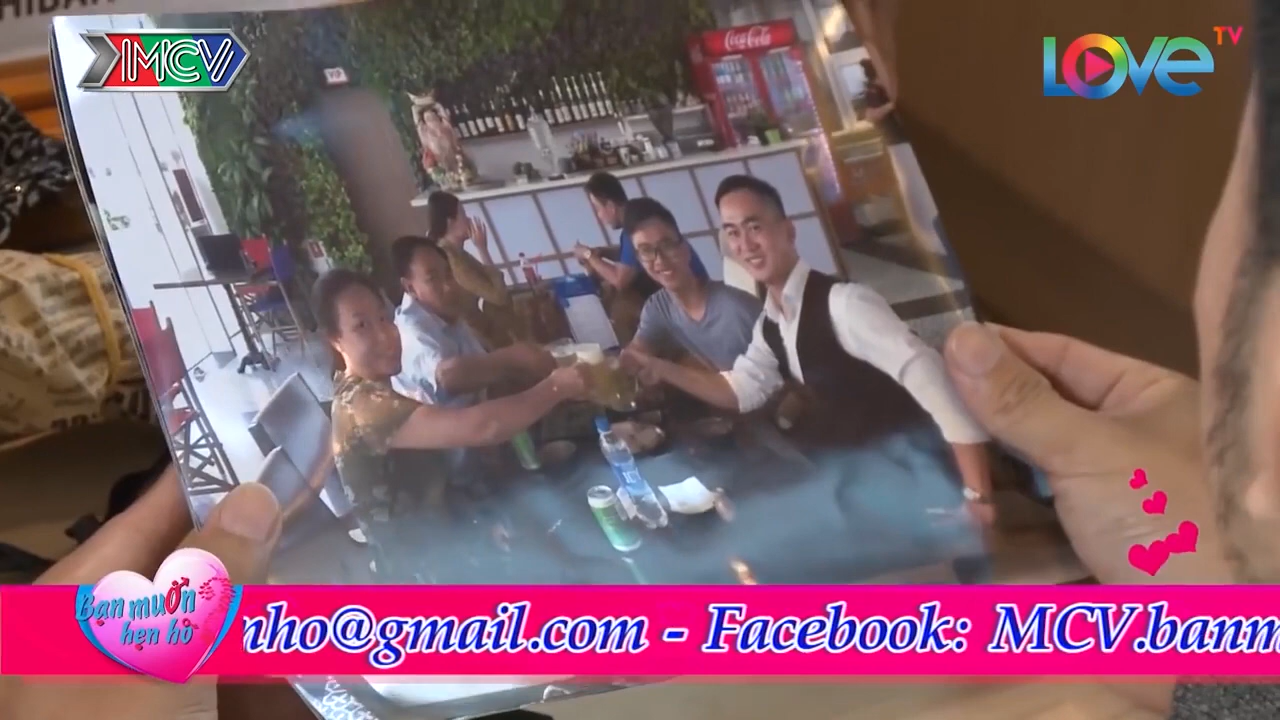 MCV
LOVE TV
Coca-Cola
Bạn muốn
hẹn hò
nho@gmail.com - Facebook: MCV.banm